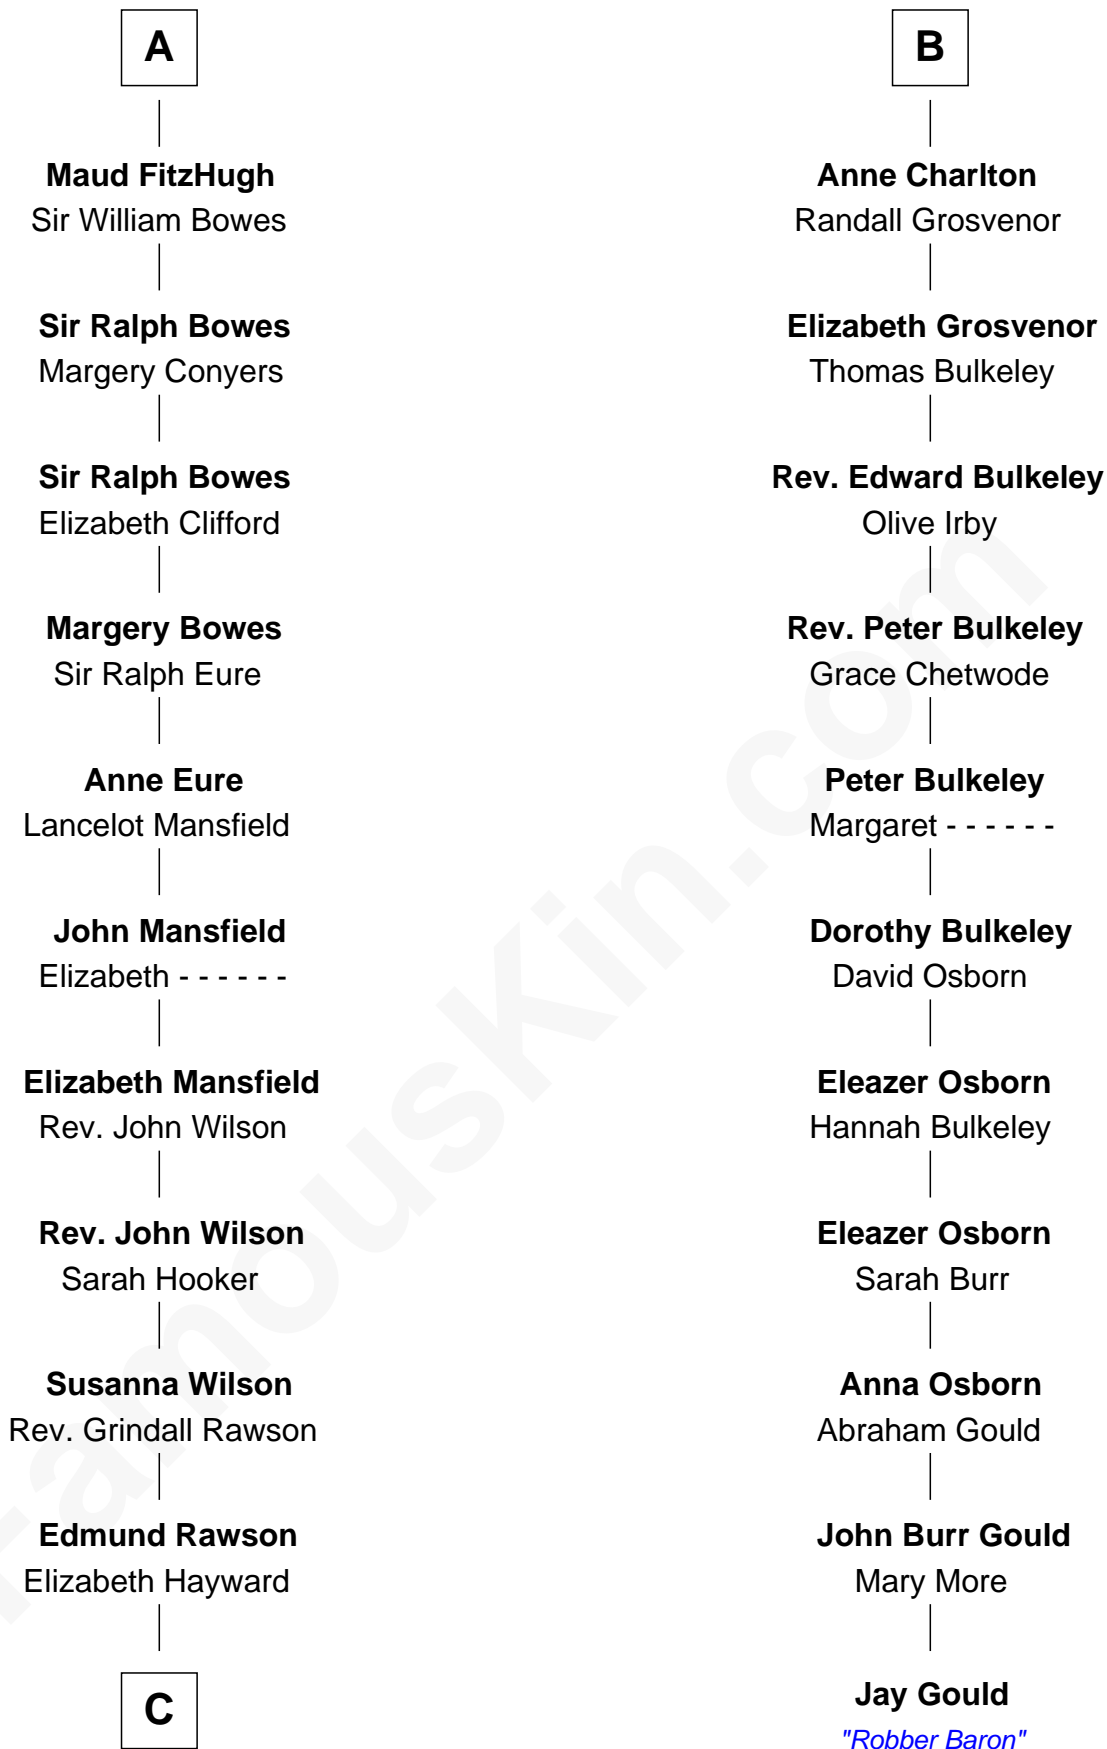 A
Maud FitzHugh
Sir William Bowes
Sir Ralph Bowes
Margery Conyers
Sir Ralph Bowes
Elizabeth Clifford
Margery Bowes
Sir Ralph Eure
Anne Eure
Lancelot Mansfield
John Mansfield
Elizabeth - - - - - -
Elizabeth Mansfield
Rev. John Wilson
Rev. John Wilson
Sarah Hooker
Susanna Wilson
Rev. Grindall Rawson
Edmund Rawson
Elizabeth Hayward
C
B
Anne Charlton
Randall Grosvenor
Elizabeth Grosvenor
Thomas Bulkeley
Rev. Edward Bulkeley
Olive Irby
Rev. Peter Bulkeley
Grace Chetwode
Peter Bulkeley
Margaret - - - - - -
Dorothy Bulkeley
David Osborn
Eleazer Osborn
Hannah Bulkeley
Eleazer Osborn
Sarah Burr
Anna Osborn
Abraham Gould
John Burr Gould
Mary More
Jay Gould
"Robber Baron"
FamousKin.com